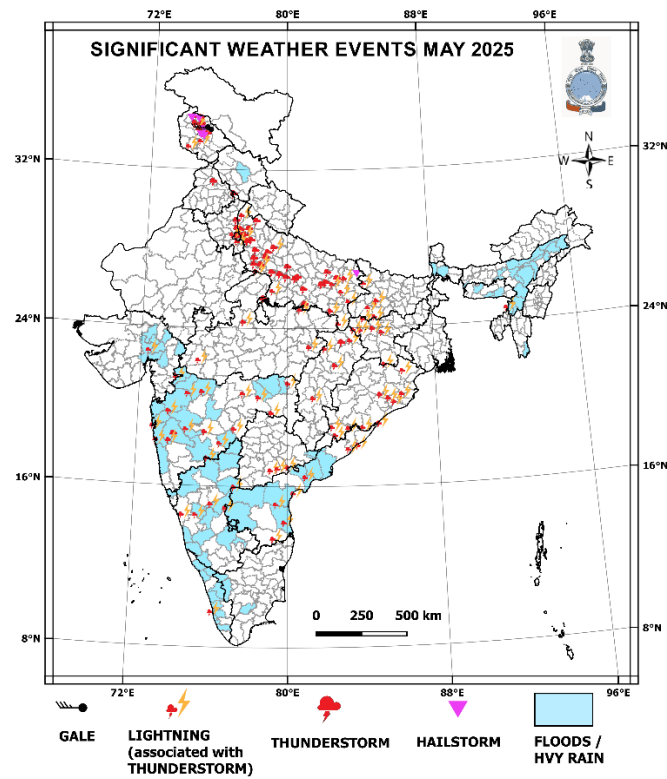 72°E 80°E 88°E 96°E
SIGNIFICANT WEATHER EVENTS MAY 2025
N
W E
S
32°N 32°N
24°N 24°N
16°N 16°N
0 250 500 km
8°N 8°N
72°E 80°E 88°E 96°E
GALE LIGHTNING THUNDERSTORM HAILSTORM FLOODS /
(associated with HVY RAIN
THUNDERSTORM)